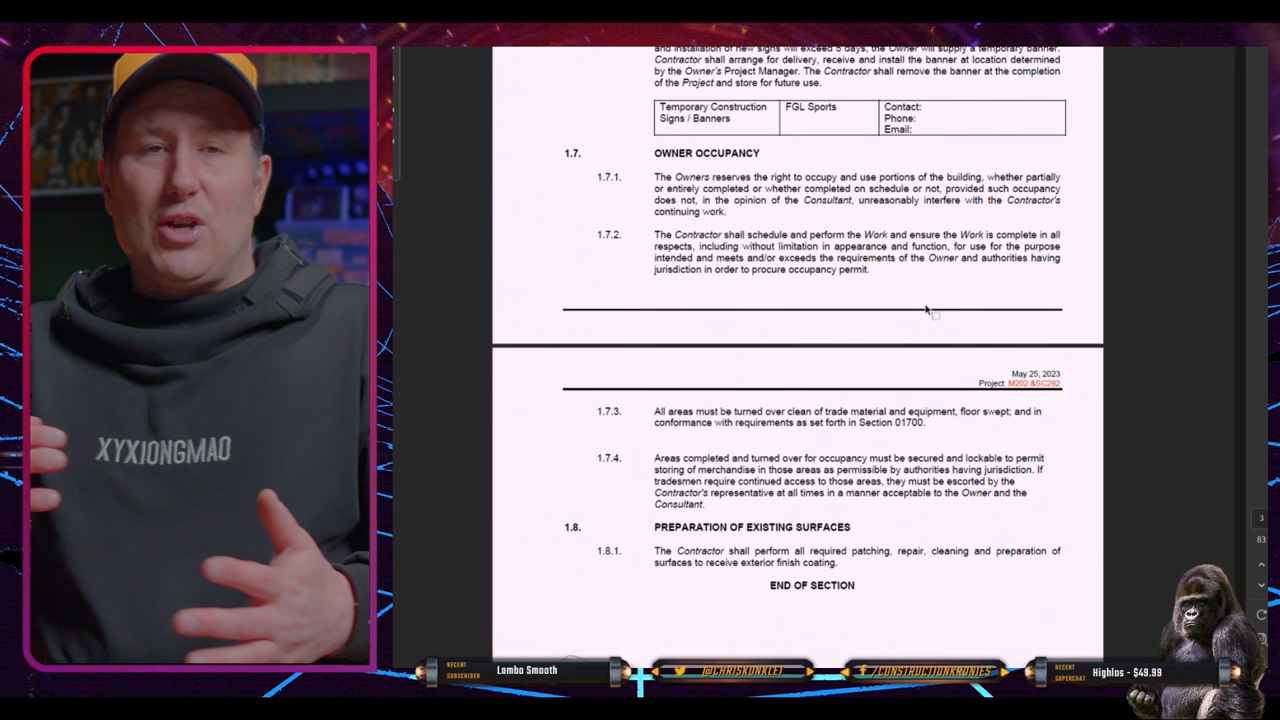 XYXIONGMAO
and installation of new signs will exceed 5 days, the Owner will supply a temporary banner.
Contractor shall arrange for delivery, receive and install the banner at location determined
by the Owner's Project Manager. The Contractor shall remove the banner at the completion
of the Project and store for future use.
Temporary Construction
Signs / Banners
FGL Sports
Contact:
Phone:
Email:
1.7. OWNER OCCUPANCY
1.7.1. The Owners reserves the right to occupy and use portions of the building, whether partially
or entirely completed or whether completed on schedule or not, provided such occupancy
does not, in the opinion of the Consultant, unreasonably interfere with the Contractor's
continuing work.
1.7.2. The Contractor shall schedule and perform the Work and ensure the Work is complete in all
respects, including without limitation in appearance and function, for use for the purpose
intended and meets and/or exceeds the requirements of the Owner and authorities having
jurisdiction in order to procure occupancy permit.
May 25, 2023
Project: M202 &SC282
1.7.3. All areas must be turned over clean of trade material and equipment, floor swept; and in
conformance with requirements as set forth in Section 01700.
1.7.4. Areas completed and turned over for occupancy must be secured and lockable to permit
storing of merchandise in those areas as permissible by authorities having jurisdiction. If
tradesmen require continued access to those areas, they must be escorted by the
Contractor's representative at all times in a manner acceptable to the Owner and the
Consultant.
1.8. PREPARATION OF EXISTING SURFACES
1.8.1. The Contractor shall perform all required patching, repair, cleaning and preparation of
surfaces to receive exterior finish coating.
END OF SECTION
3
83
RECENT
SUBSCRIBER
Lamba Smooth
@CHRISKONKLE1
/CONSTRUCTIONKRONIES
RECENT
SUPERCHAT
Highlos - $49.99